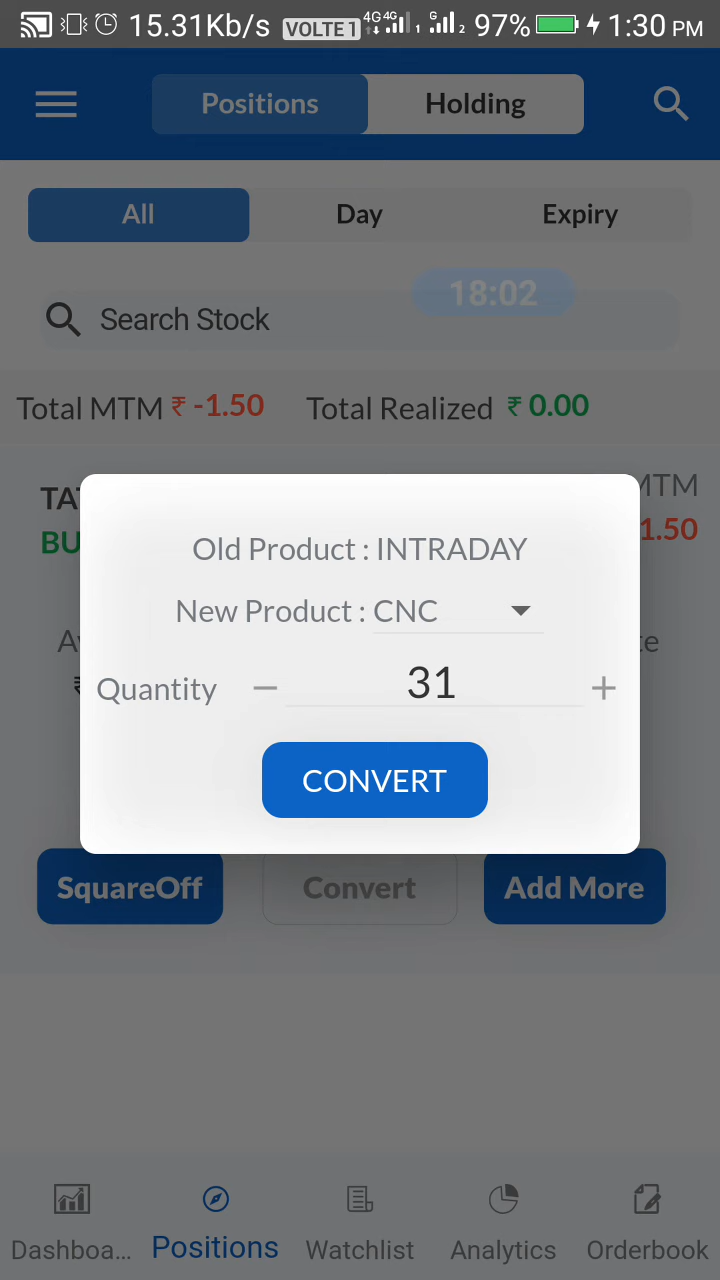 15.31Kb/s VOLTE 1 4G 4G 1 G 2 97% 1:30 PM
Positions Holding
All Day Expiry
18:02
Search Stock
Total MTM ₹ -1.50 Total Realized ₹ 0.00
Old Product : INTRADAY
New Product : CNC
Quantity − 31 +
CONVERT
SquareOff Convert Add More
Dashboa... Positions Watchlist Analytics Orderbook